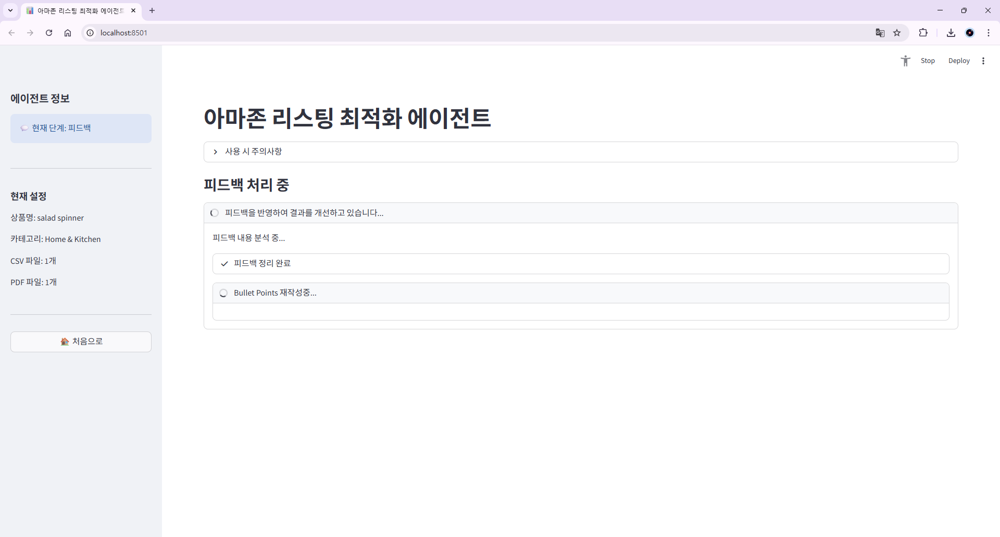 아마존 리스팅 최적화 에이전트
localhost:8501
Stop
Deploy
에이전트 정보
💬 현재 단계: 피드백
현재 설정
상품명: salad spinner
카테고리: Home & Kitchen
CSV 파일: 1개
PDF 파일: 1개
🏠 처음으로
아마존 리스팅 최적화 에이전트
사용 시 주의사항
피드백 처리 중
피드백을 반영하여 결과를 개선하고 있습니다...
피드백 내용 분석 중...
피드백 정리 완료
Bullet Points 재작성중...